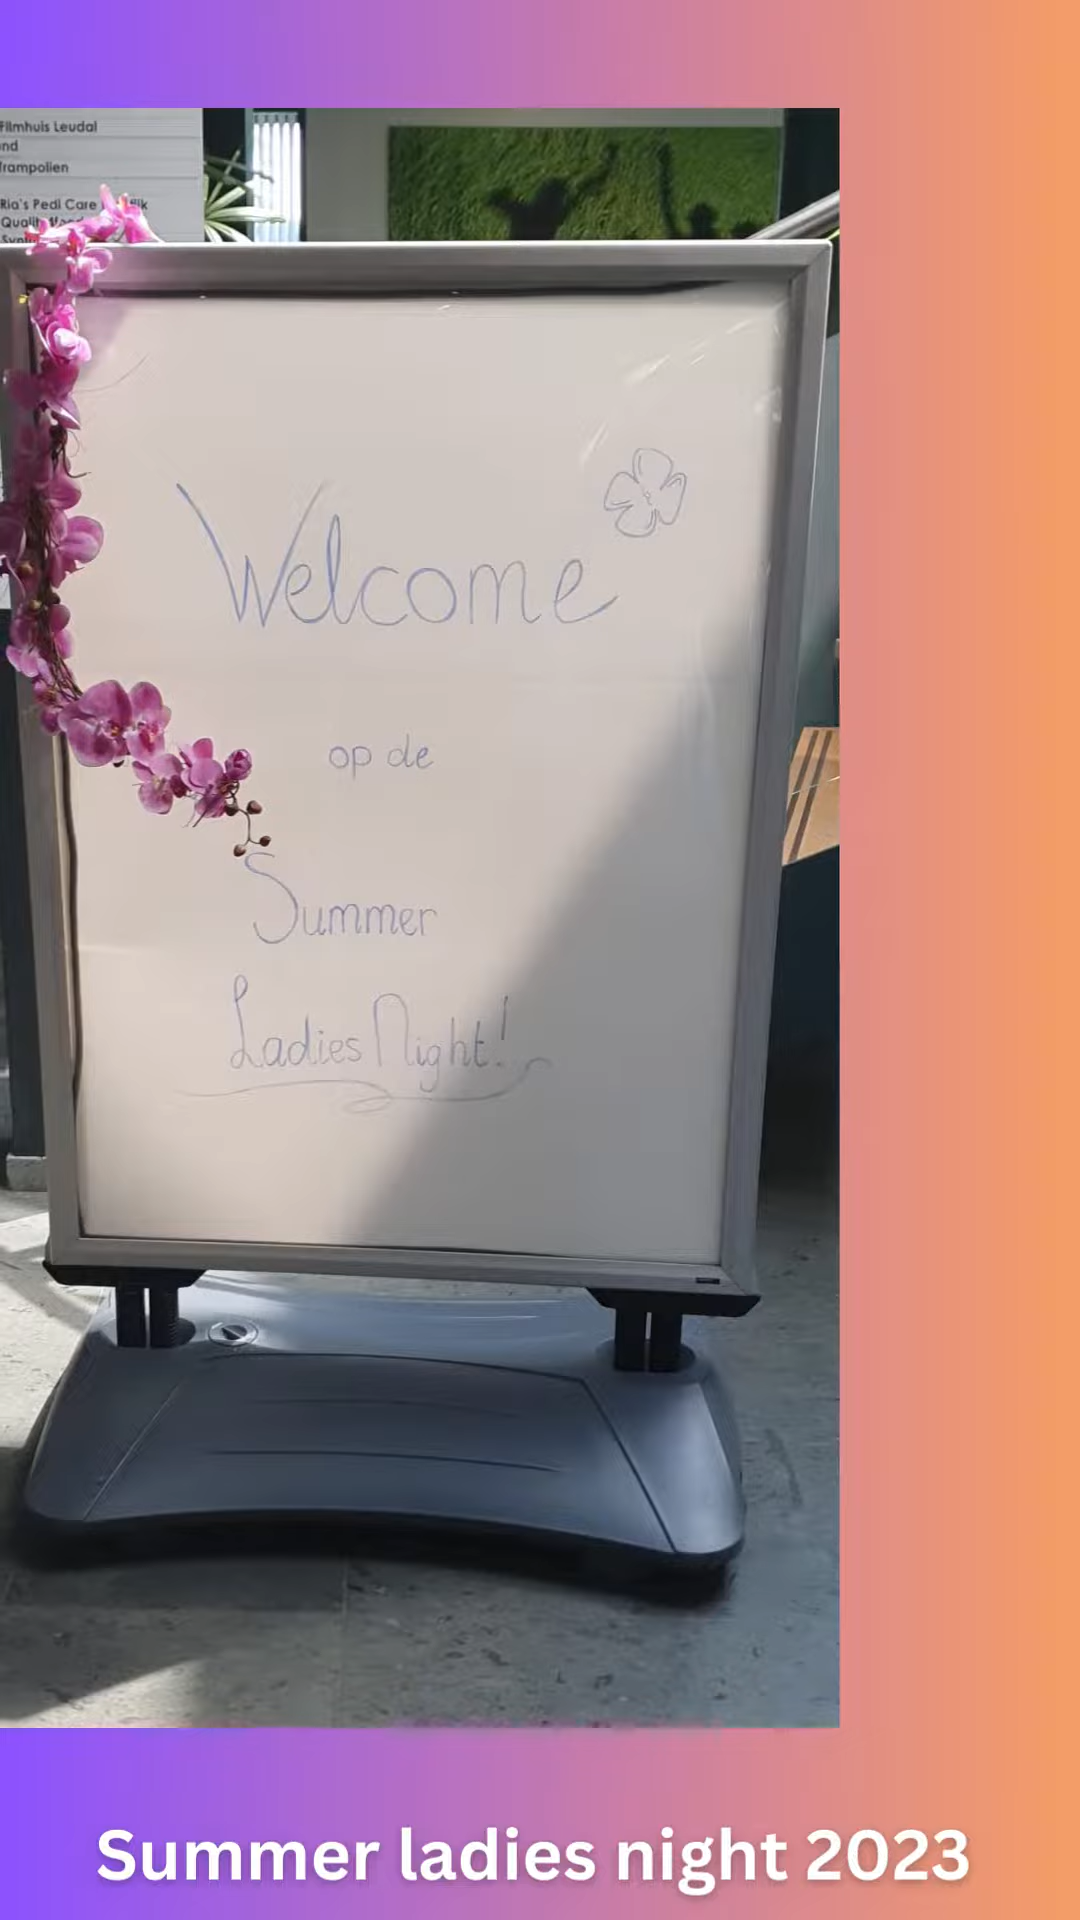 Filmhuis Leudal
Trampolien
Ria's Pedi Care
Welcome
op de
Summer
Ladies Night!
Summer ladies night 2023